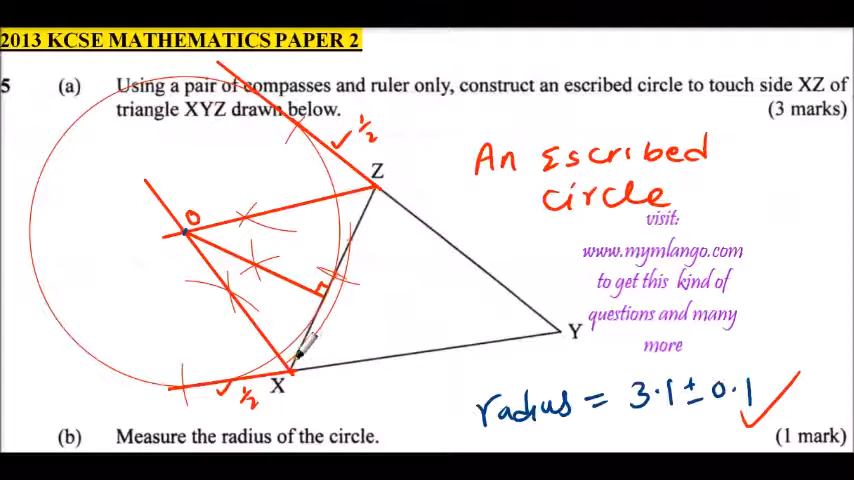 2013 KCSE MATHEMATICS PAPER 2
5 (a) Using a pair of compasses and ruler only, construct an escribed circle to touch side XZ of
triangle XYZ drawn below. (3 marks)
✓ 1/2
An Escribed
circle
Z
O
visit:
www.mymlango.com
to get this kind of
questions and many
more
Y
X
✓ 1/2
radius = 3.1 ± 0.1 ✓
(b) Measure the radius of the circle. (1 mark)